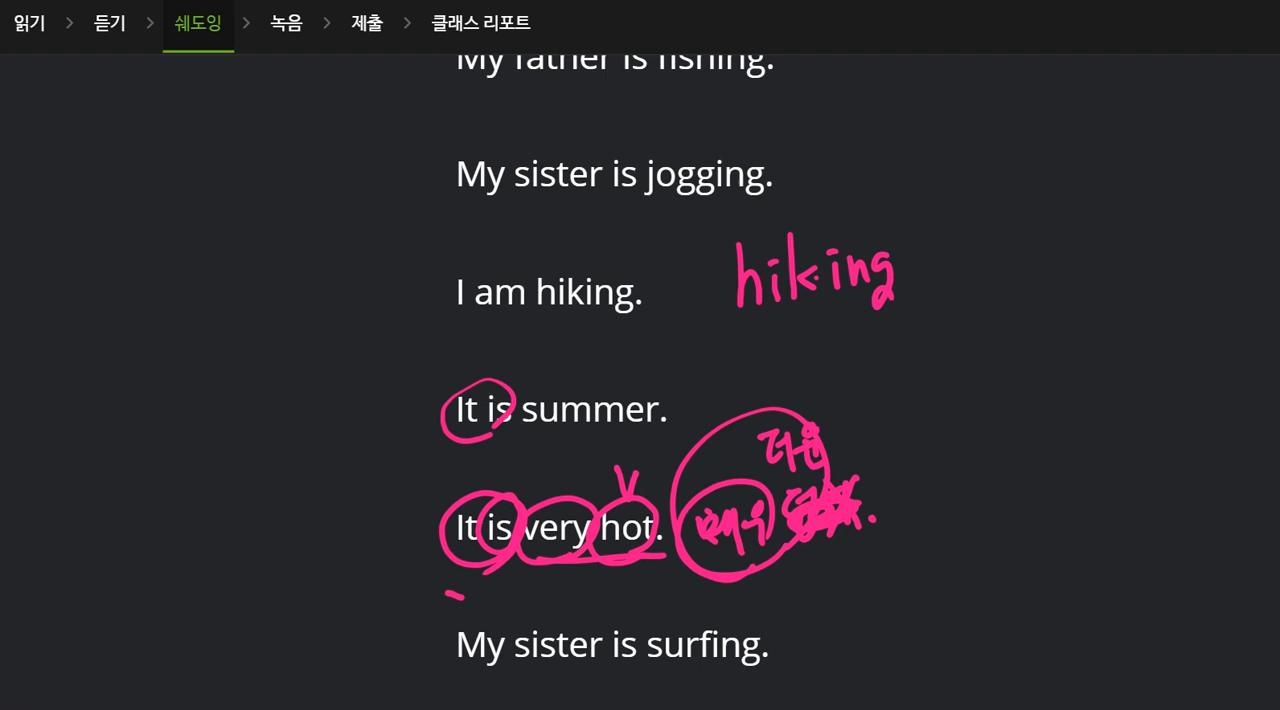 읽기 > 듣기 > 쉐도잉 > 녹음 > 제출 > 클래스 리포트
My father is fishing.
My sister is jogging.
hiking
I am hiking.
It is summer.
더운
It is very hot. 매우
My sister is surfing.